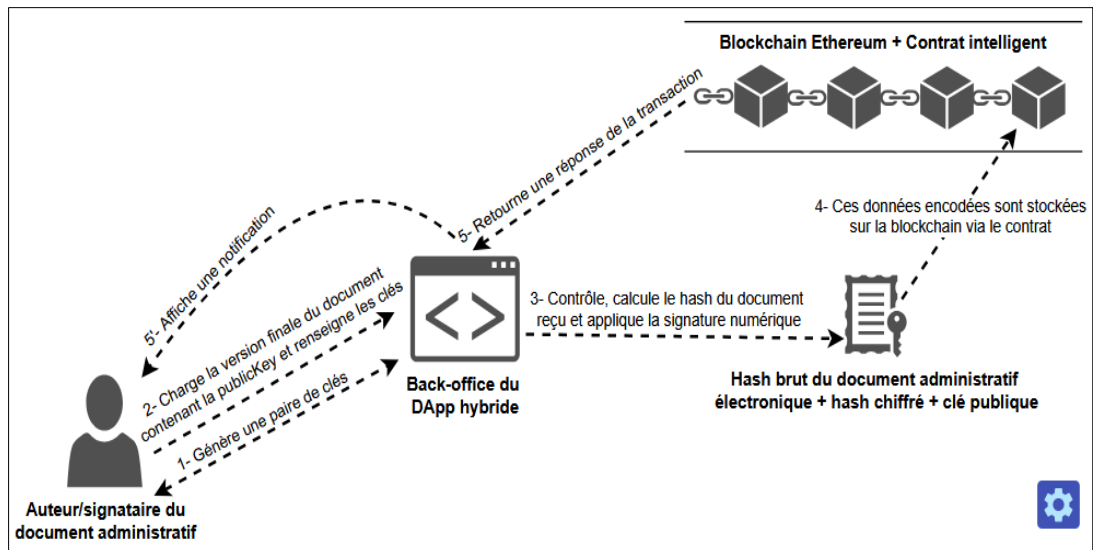 Blockchain Ethereum + Contrat intelligent
5- Retourne une réponse de la transaction
4- Ces données encodées sont stockées
sur la blockchain via le contrat
5'- Affiche une notification
2- Charge la version finale du document
contenant la publicKey et renseigne les clés
1- Génère une paire de clés
3- Contrôle, calcule le hash du document
reçu et applique la signature numérique
Back-office du
DApp hybride
Hash brut du document administratif
électronique + hash chiffré + clé publique
Auteur/signataire du
document administratif